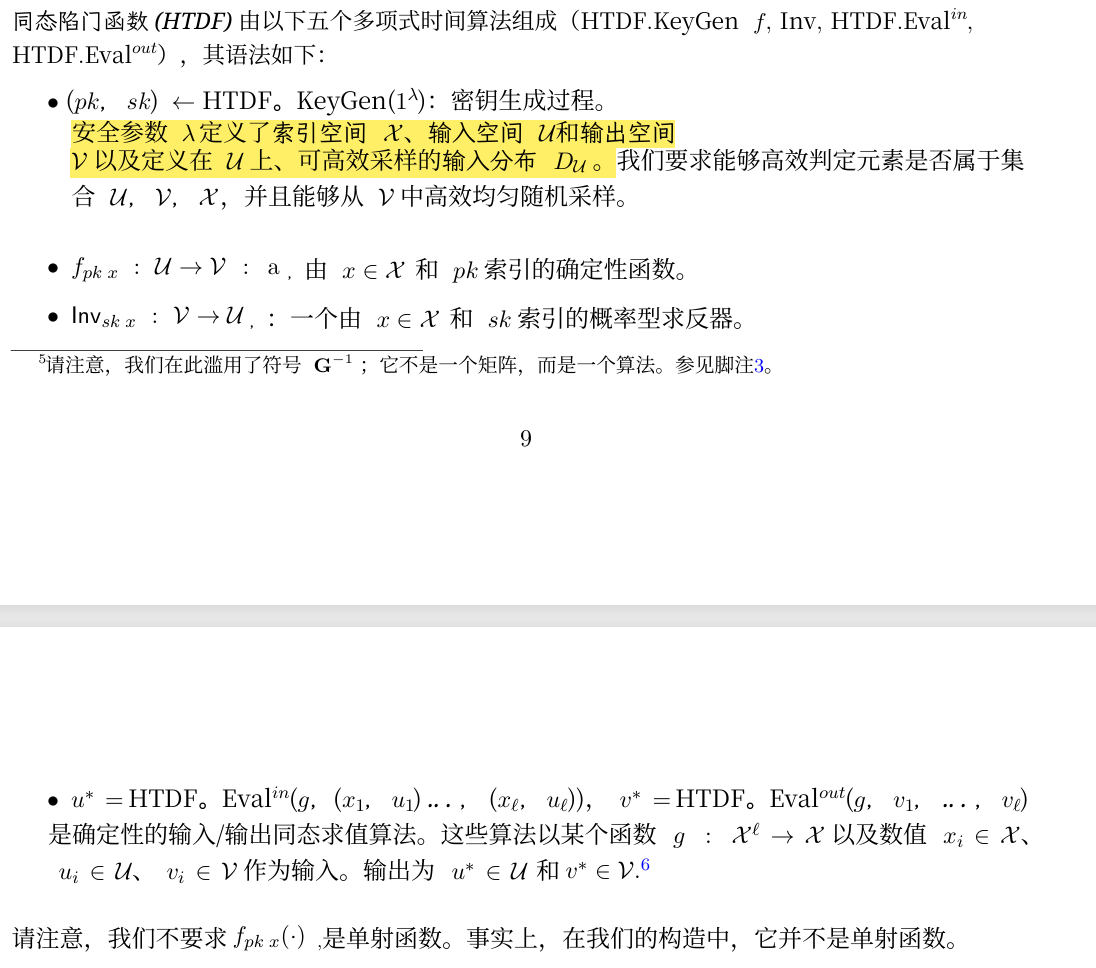 同态陷门函数 (HTDF) 由以下五个多项式时间算法组成（HTDF.KeyGen f, Inv, HTDF.Eval^{in},
HTDF.Eval^{out}），其语法如下：
• (pk, sk) ← HTDF。KeyGen(1^λ)：密钥生成过程。
安全参数 λ定义了索引空间 𝒳、输入空间 𝒰和输出空间
𝒱 以及定义在 𝒰 上、可高效采样的输入分布 D_𝒰 。我们要求能够高效判定元素是否属于集
合 𝒰, 𝒱, 𝒳，并且能够从 𝒱 中高效均匀随机采样。
• f_{pk x} : 𝒰 → 𝒱 : a , 由 x ∈ 𝒳 和 pk 索引的确定性函数。
• Inv_{sk x} : 𝒱 → 𝒰 , ：一个由 x ∈ 𝒳 和 sk 索引的概率型求反器。
⁵请注意，我们在此滥用了符号 G⁻¹ ；它不是一个矩阵，而是一个算法。参见脚注3。
9
• u* =HTDF。Eval^{in}(g, (x₁, u₁) ..., (x_ℓ, u_ℓ)), v* =HTDF。Eval^{out}(g, v₁, ..., v_ℓ)
是确定性的输入/输出同态求值算法。这些算法以某个函数 g : 𝒳^ℓ → 𝒳 以及数值 x_i ∈ 𝒳、
u_i ∈ 𝒰、 v_i ∈ 𝒱 作为输入。输出为 u* ∈ 𝒰 和 v* ∈ 𝒱.⁶
请注意，我们不要求 f_{pk x}(·) ,是单射函数。事实上，在我们的构造中，它并不是单射函数。